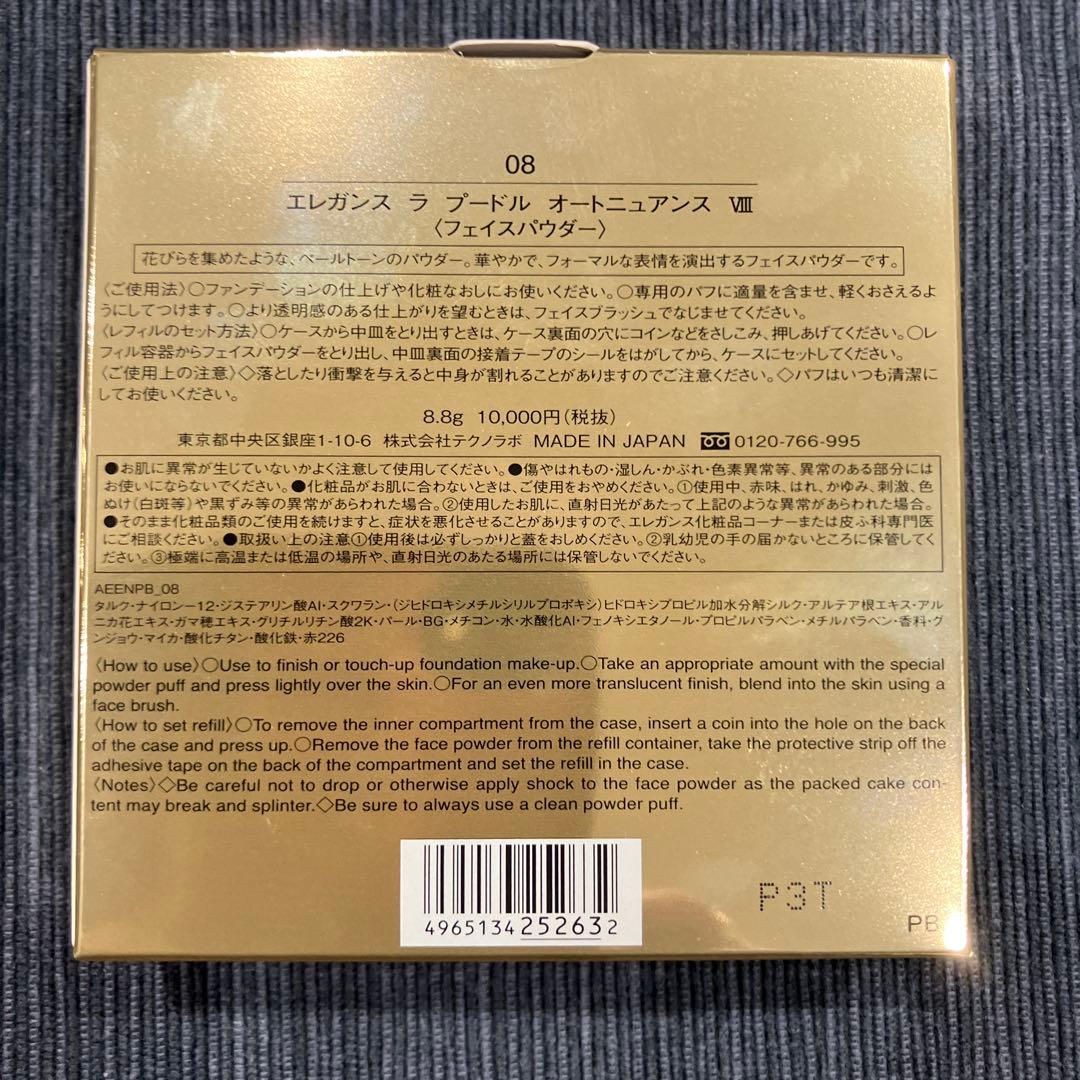 08
エレガンス ラ プードル オートニュアンス Ⅷ
〈フェイスパウダー〉
花びらを集めたような、ペールトーンのパウダー。華やかで、フォーマルな表情を演出するフェイスパウダーです。
〈ご使用法〉○ファンデーションの仕上げや化粧なおしにお使いください。○専用のパフに適量を含ませ、軽くおさえるよ
うにしてつけます。○より透明感のある仕上がりを望むときは、フェイスブラッシュでなじませてください。
〈レフィルのセット方法〉○ケースから中皿をとり出すときは、ケース裏面の穴にコインなどをさしこみ、押しあげてください。○レ
フィル容器からフェイスパウダーをとり出し、中皿裏面の接着テープのシールをはがしてから、ケースにセットしてください。
〈ご使用上の注意〉◇落としたり衝撃を与えると中身が割れることがありますのでご注意ください。◇パフはいつも清潔に
してお使いください。
8.8g 10,000円(税抜)
東京都中央区銀座1-10-6 株式会社テクノラボ MADE IN JAPAN 0120-766-995
●お肌に異常が生じていないかよく注意して使用してください。●傷やはれもの・湿しん・かぶれ・色素異常等、異常のある部分には
お使いにならないでください。●化粧品がお肌に合わないときは、ご使用をおやめください。①使用中、赤味、はれ、かゆみ、刺激、色
ぬけ(白斑等)や黒ずみ等の異常があらわれた場合。②使用したお肌に、直射日光があたって上記のような異常があらわれた場合。
●そのまま化粧品類のご使用を続けますと、症状を悪化させることがありますので、エレガンス化粧品コーナーまたは皮ふ科専門医
にご相談ください。●取扱い上の注意①使用後は必ずしっかりと蓋をおしめください。②乳幼児の手の届かないところに保管してく
ださい。③極端に高温または低温の場所や、直射日光のあたる場所には保管しないでください。
AEENPB_08
タルク・ナイロン－12・ジステアリン酸Al・スクワラン・(ジヒドロキシメチルシリルプロポキシ)ヒドロキシプロピル加水分解シルク・アルテア根エキス・アル
ニカ花エキス・ガマ穂エキス・グリチルリチン酸2K・パール・BG・メチコン・水・水酸化Al・フェノキシエタノール・プロピルパラベン・メチルパラベン・香料・グ
ンジョウ・マイカ・酸化チタン・酸化鉄・赤226
〈How to use〉○Use to finish or touch-up foundation make-up.○Take an appropriate amount with the special
powder puff and press lightly over the skin.○For an even more translucent finish, blend into the skin using a
face brush.
〈How to set refill〉○To remove the inner compartment from the case, insert a coin into the hole on the back
of the case and press up.○Remove the face powder from the refill container, take the protective strip off the
adhesive tape on the back of the compartment and set the refill in the case.
〈Notes〉◇Be careful not to drop or otherwise apply shock to the face powder as the packed cake con-
tent may break and splinter.◇Be sure to always use a clean powder puff.
4965134252632
P3T
PB